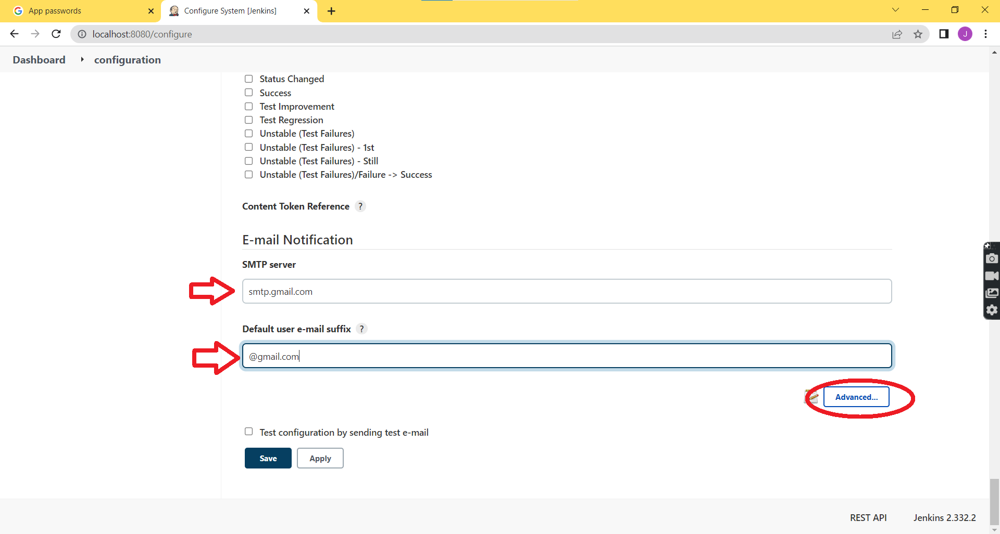 App passwords
Configure System [Jenkins]
localhost:8080/configure
J
Dashboard
configuration
Status Changed
Success
Test Improvement
Test Regression
Unstable (Test Failures)
Unstable (Test Failures) - 1st
Unstable (Test Failures) - Still
Unstable (Test Failures)/Failure -> Success
Content Token Reference ?
E-mail Notification
SMTP server
smtp.gmail.com
Default user e-mail suffix ?
@gmail.com
Advanced...
Test configuration by sending test e-mail
Save
Apply
REST API
Jenkins 2.332.2